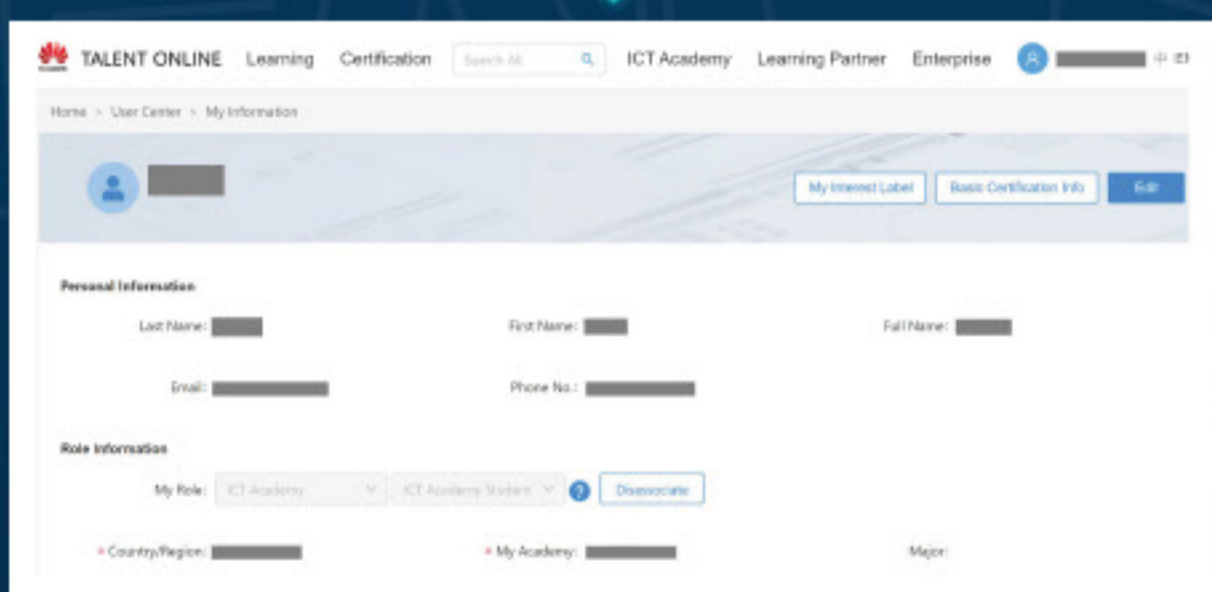 TALENT ONLINE Learning Certification Search All ICT Academy Learning Partner Enterprise 中
Home > User Center > My Information
My Interest Label Basic Certification Info Edit
Personal Information
Last Name: First Name: Full Name:
Email: Phone No.:
Role Information
My Role: ICT Academy ICT Academy Student ? Disassociate
* Country/Region: * My Academy: Major: